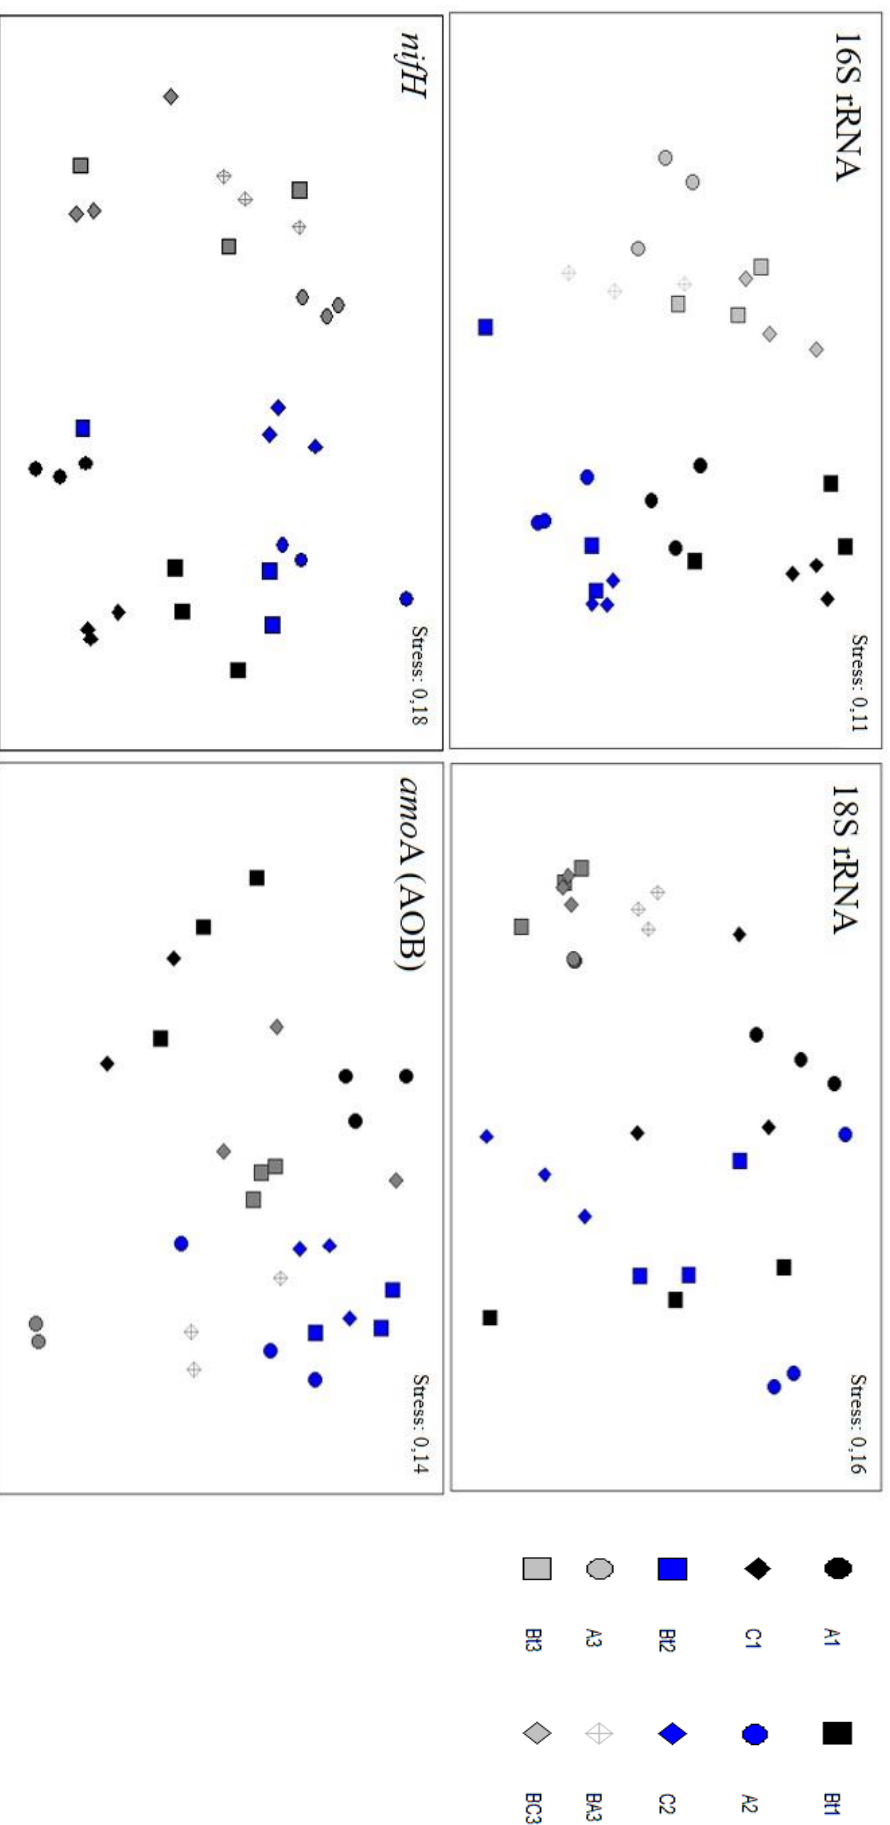 16S rRNA
Stress: 0,11
18S rRNA
Stress: 0,16
nifH
Stress: 0,18
amoA (AOB)
Stress: 0,14
A1
Bt1
C1
A2
Bt2
C2
A3
BA3
Bt3
BC3